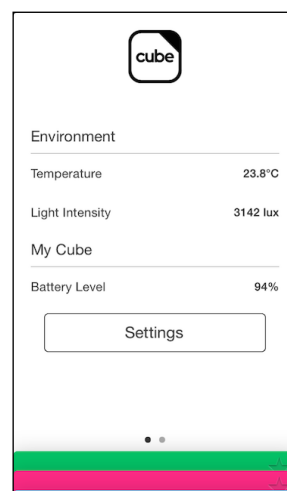 cube
Environment
Temperature 23.8°C
Light Intensity 3142 lux
My Cube
Battery Level 94%
Settings